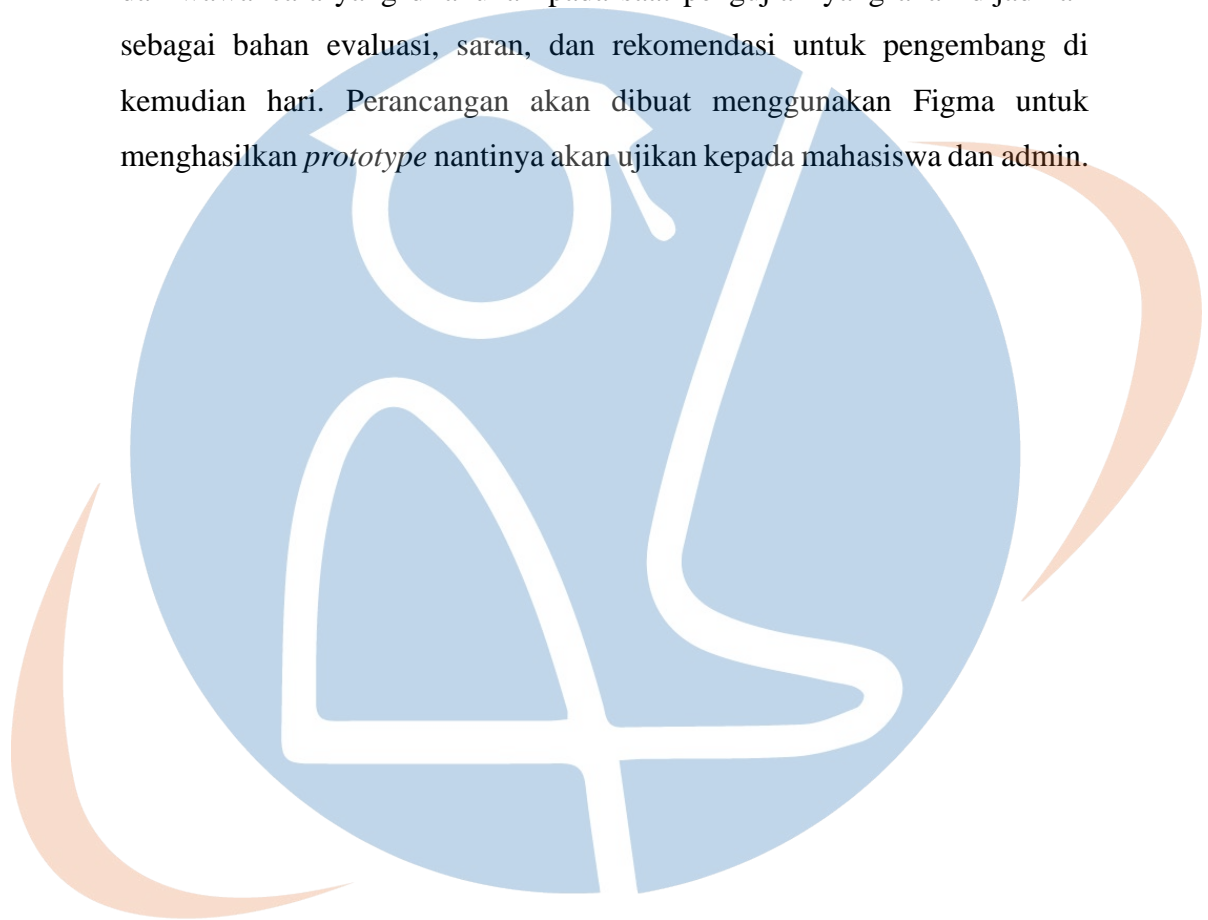 sebagai bahan evaluasi, saran, dan rekomendasi untuk pengembang di
kemudian hari. Perancangan akan dibuat menggunakan Figma untuk
menghasilkan prototype nantinya akan ujikan kepada mahasiswa dan admin.